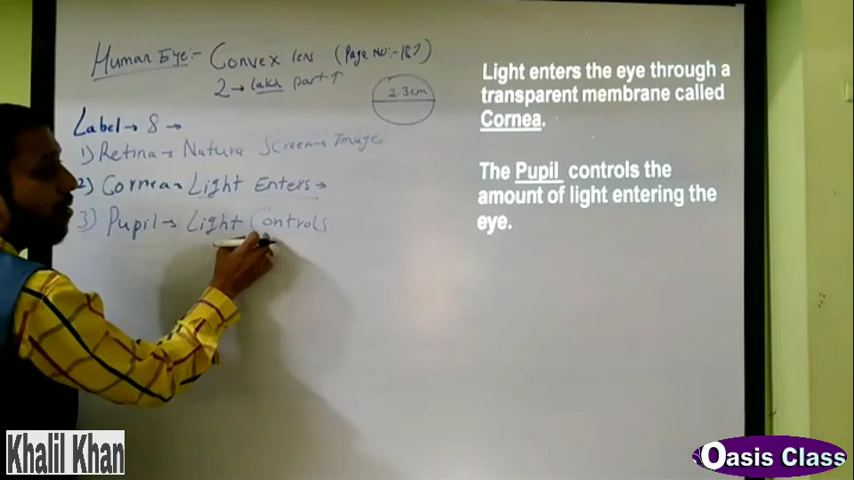 Human Eye:- Convex lens (Page No:- 187)
2 → lakh part ↑
2.3cm
Label → 8 →
1) Retina → Natura Screen → Image
2) Cornea → Light Enters →
3) Pupil → Light Controls
Light enters the eye through a
transparent membrane called
Cornea.
The Pupil controls the
amount of light entering the
eye.
Khalil Khan
Oasis Class